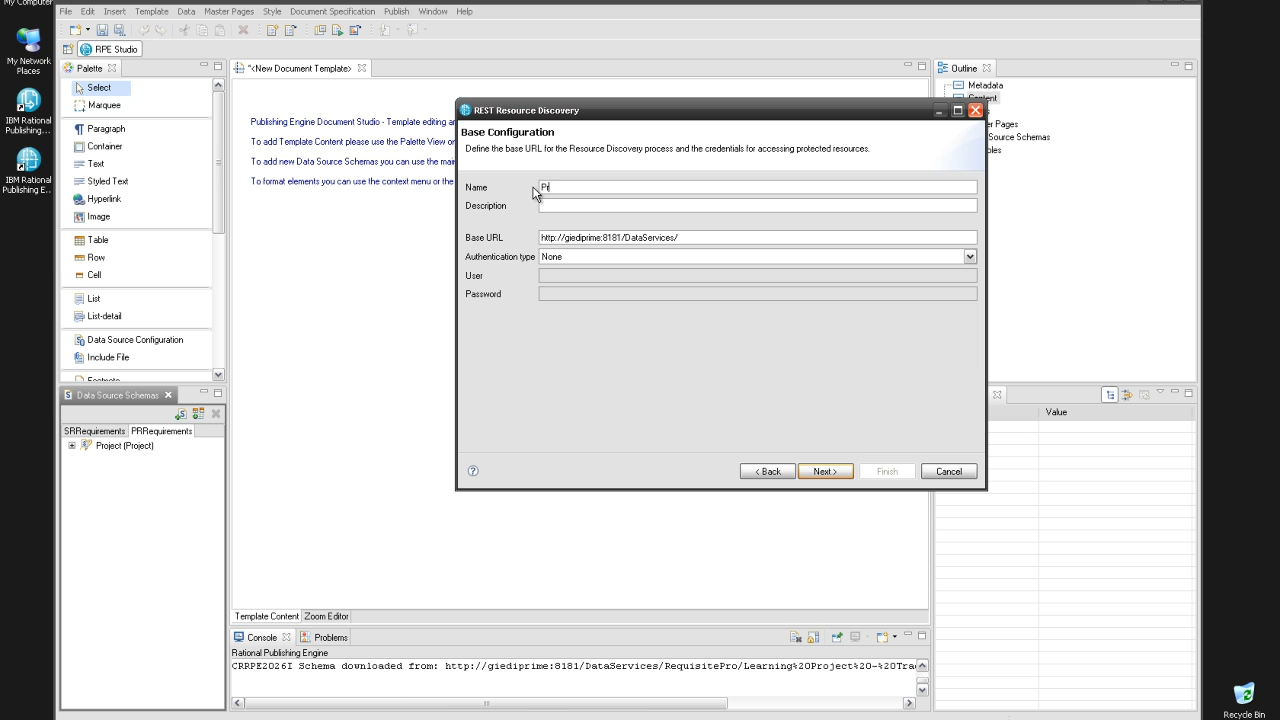 My Computer
File Edit Insert Template Data Master Pages Style Document Specification Publish Window Help
My Network
Places
RPE Studio
Palette
*<New Document Template>
Outline
Select
Marquee
Metadata
Content
REST Resource Discovery
IBM Rational
Publishing...
Paragraph
Container
Text
Styled Text
Hyperlink
Image
Publishing Engine Document Studio - Template editing
To add Template Content please use the Palette View
To add new Data Source Schemas you can use the
To format elements you can use the context menu or the
Base Configuration
Define the base URL for the Resource Discovery process and the credentials for accessing protected resources.
Pages
Source Schemas
IBM Rational
Publishing E...
Name Pr
Description
Base URL http://giediprime:8181/DataServices/
Authentication type None
User
Password
Table
Row
Cell
List
List-detail
Data Source Configuration
Include File
Footnote
Data Source Schemas
SRRequirements PRRequirements
Project (Project)
Value
< Back Next > Finish Cancel
Template Content Zoom Editor
Console Problems
Rational Publishing Engine
CRRPE2026I Schema downloaded from: http://giediprime:8181/DataServices/RequisitePro/Learning%20Project%20-%20Tra
Recycle Bin